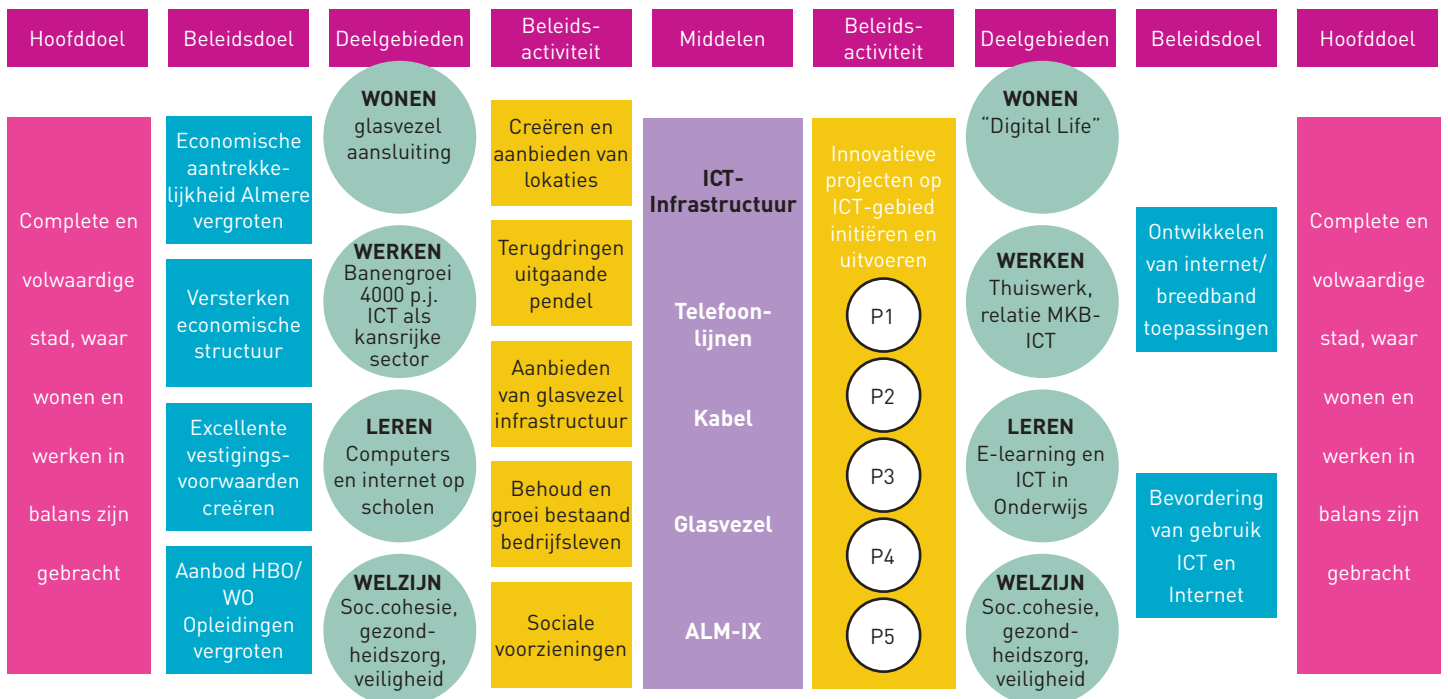 Hoofddoel
Beleidsdoel
Deelgebieden
Beleids-
activiteit
Middelen
Beleids-
activiteit
Deelgebieden
Beleidsdoel
Hoofddoel
Complete en
volwaardige
stad, waar
wonen en
werken in
balans zijn
gebracht
Economische
aantrekke-
lijkheid Almere
vergroten
Versterken
economische
structuur
Excellente
vestigings-
voorwaarden
creëren
Aanbod HBO/
WO
Opleidingen
vergroten
WONEN
glasvezel
aansluiting
WERKEN
Banengroei
4000 p.j.
ICT als
kansrijke
sector
LEREN
Computers
en internet op
scholen
WELZIJN
Soc.cohesie,
gezond-
heidszorg,
veiligheid
Creëren en
aanbieden van
lokaties
Terugdringen
uitgaande
pendel
Aanbieden
van glasvezel
infrastructuur
Behoud en
groei bestaand
bedrijfsleven
Sociale
voorzieningen
ICT-
Infrastructuur
Telefoon-
lijnen
Kabel
Glasvezel
ALM-IX
Innovatieve
projecten op
ICT-gebied
initiëren en
uitvoeren
P1
P2
P3
P4
P5
WONEN
“Digital Life”
WERKEN
Thuiswerk,
relatie MKB-
ICT
LEREN
E-learning en
ICT in
Onderwijs
WELZIJN
Soc.cohesie,
gezond-
heidszorg,
veiligheid
Ontwikkelen
van internet/
breedband
toepassingen
Bevordering
van gebruik
ICT en
Internet
Complete en
volwaardige
stad, waar
wonen en
werken in
balans zijn
gebracht